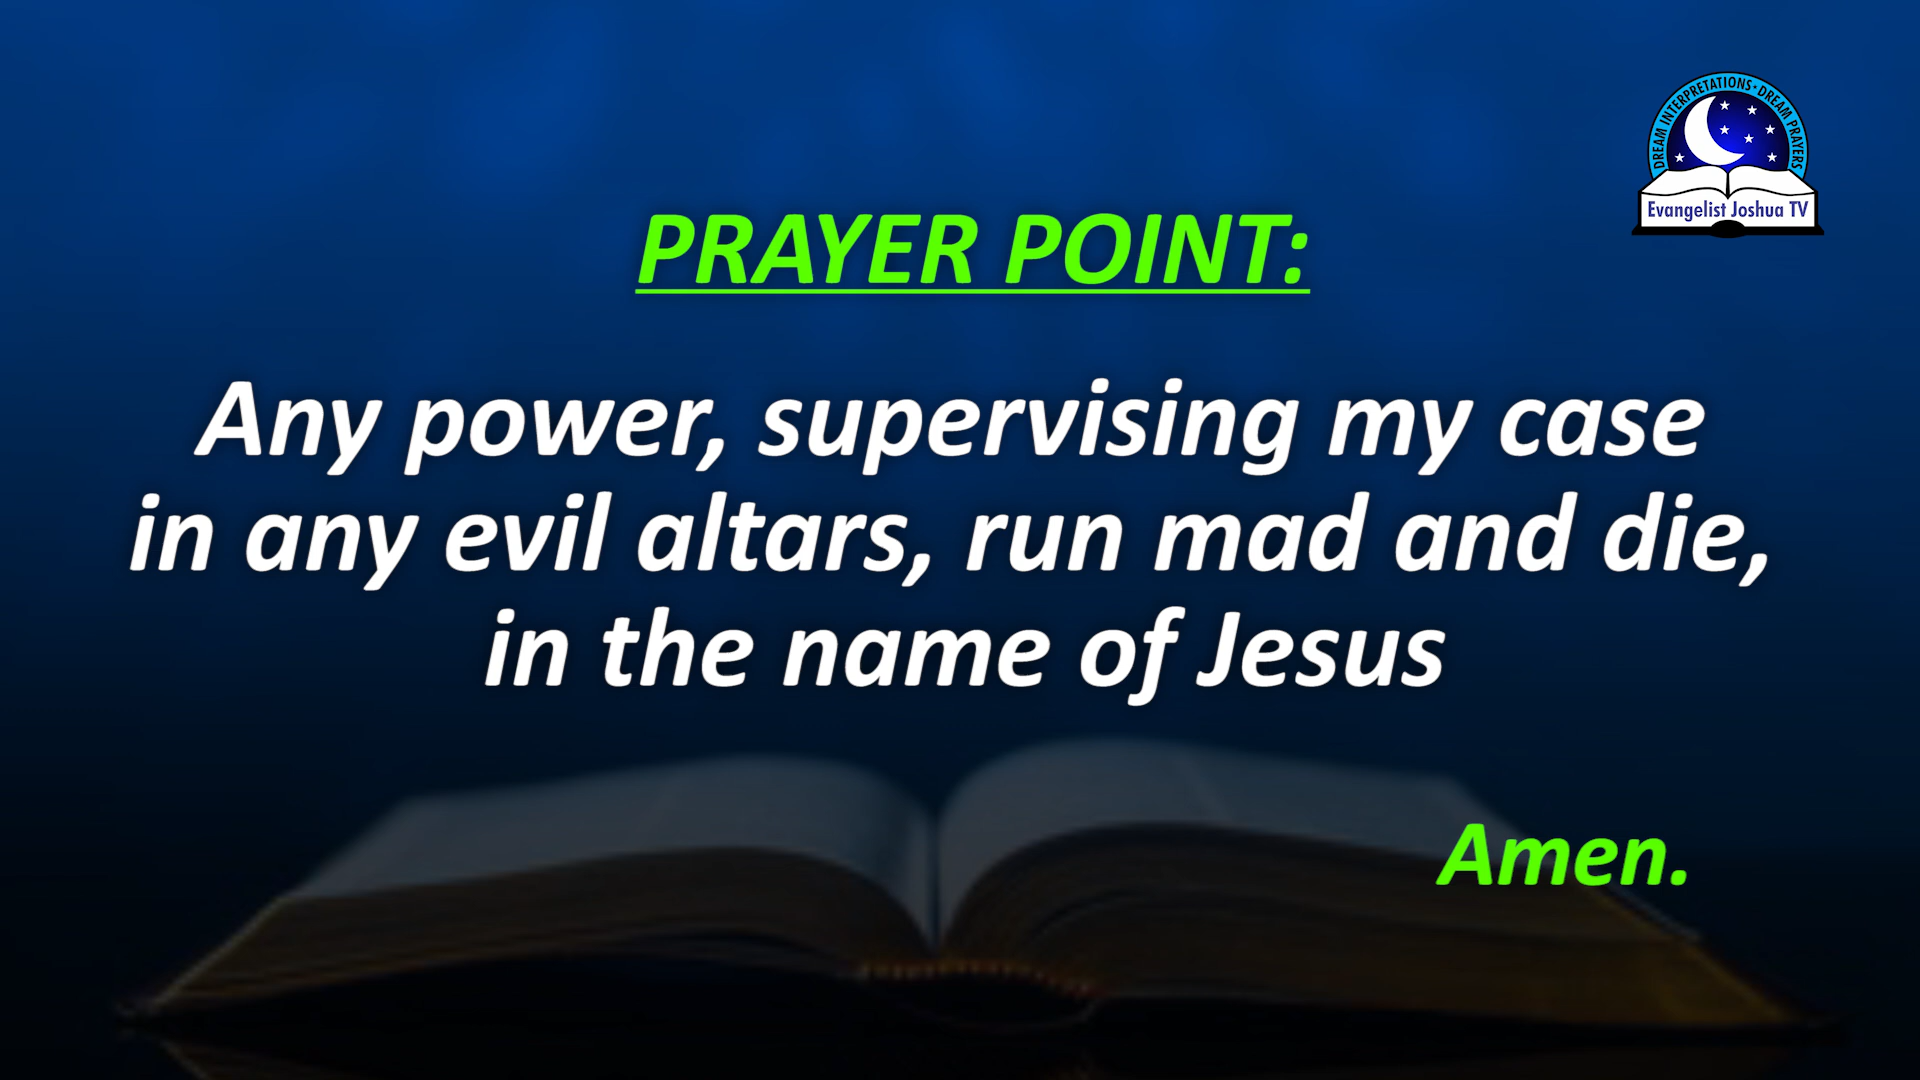 DREAM INTERPRETATIONS · DREAM PRAYERS
Evangelist Joshua TV
PRAYER POINT:
Any power, supervising my case
in any evil altars, run mad and die,
in the name of Jesus
Amen.